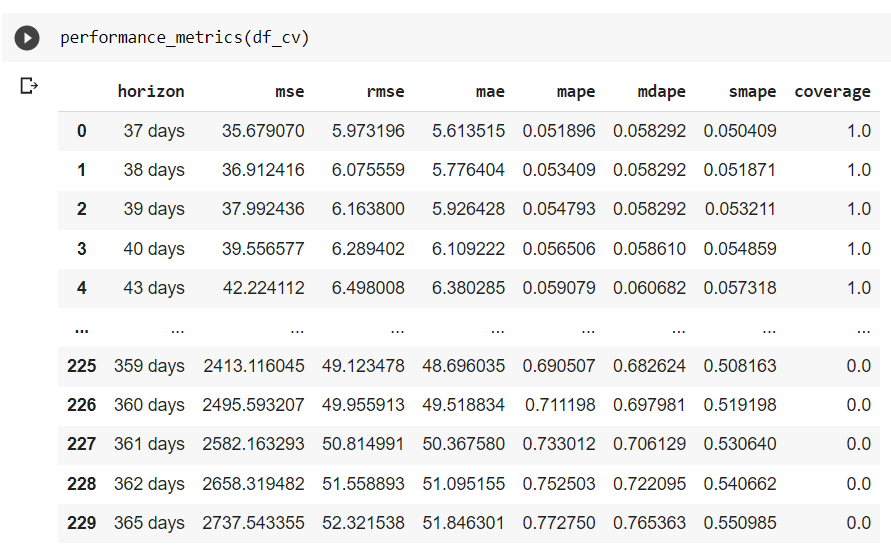 performance_metrics(df_cv)
horizon mse rmse mae mape mdape smape coverage
0 37 days 35.679070 5.973196 5.613515 0.051896 0.058292 0.050409 1.0
1 38 days 36.912416 6.075559 5.776404 0.053409 0.058292 0.051871 1.0
2 39 days 37.992436 6.163800 5.926428 0.054793 0.058292 0.053211 1.0
3 40 days 39.556577 6.289402 6.109222 0.056506 0.058610 0.054859 1.0
4 43 days 42.224112 6.498008 6.380285 0.059079 0.060682 0.057318 1.0
... ... ... ... ... ... ... ... ...
225 359 days 2413.116045 49.123478 48.696035 0.690507 0.682624 0.508163 0.0
226 360 days 2495.593207 49.955913 49.518834 0.711198 0.697981 0.519198 0.0
227 361 days 2582.163293 50.814991 50.367580 0.733012 0.706129 0.530640 0.0
228 362 days 2658.319482 51.558893 51.095155 0.752503 0.722095 0.540662 0.0
229 365 days 2737.543355 52.321538 51.846301 0.772750 0.765363 0.550985 0.0